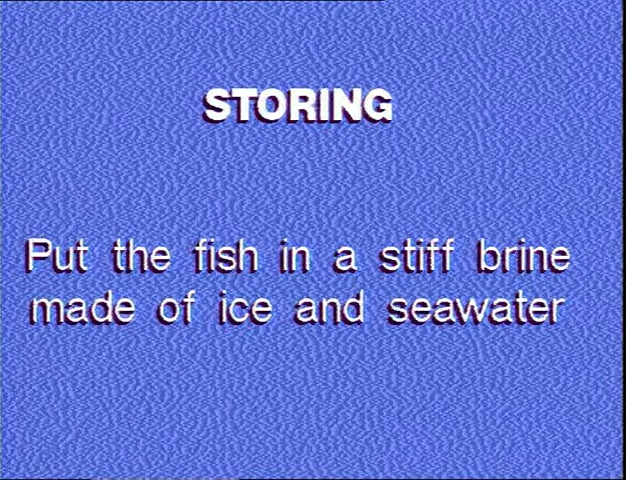 STORING
Put the fish in a stiff brine
made of ice and seawater